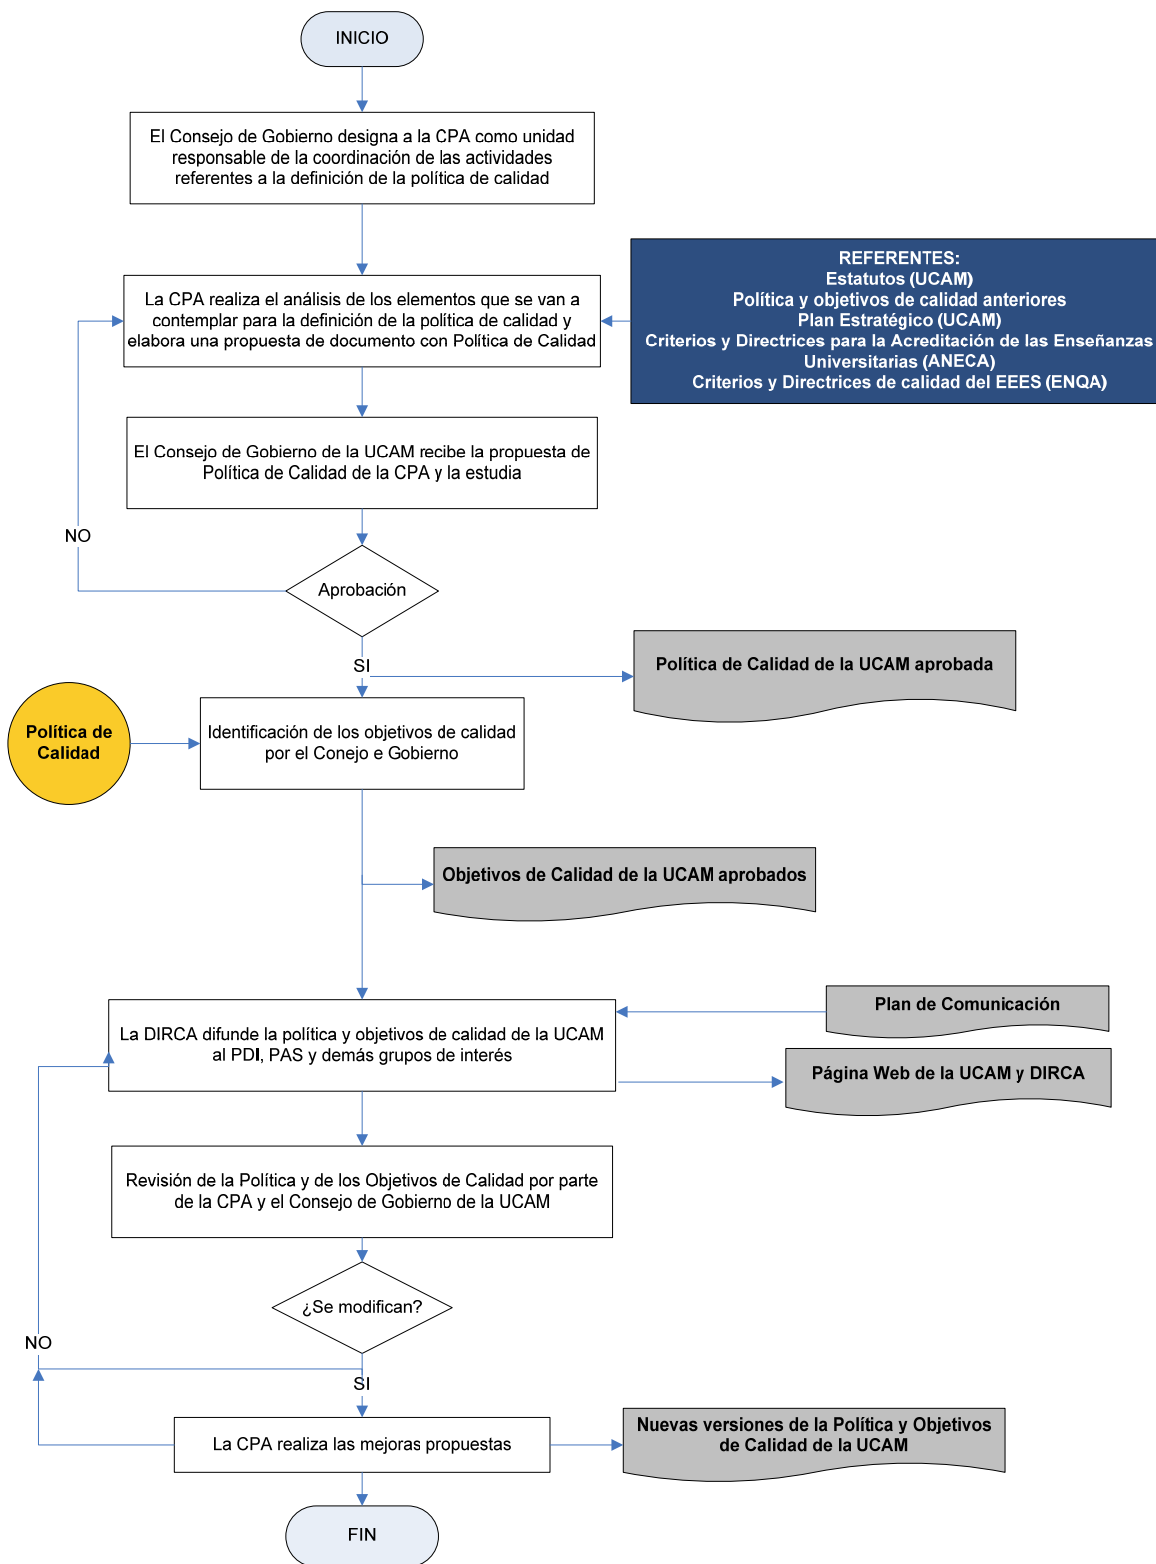 INICIO
El Consejo de Gobierno designa a la CPA como unidad
responsable de la coordinación de las actividades
referentes a la definición de la política de calidad
REFERENTES:
Estatutos (UCAM)
Política y objetivos de calidad anteriores
Plan Estratégico (UCAM)
Criterios y Directrices para la Acreditación de las Enseñanzas
Universitarias (ANECA)
Criterios y Directrices de calidad del EEES (ENQA)
La CPA realiza el análisis de los elementos que se van a
contemplar para la definición de la política de calidad y
elabora una propuesta de documento con Política de Calidad
El Consejo de Gobierno de la UCAM recibe la propuesta de
Política de Calidad de la CPA y la estudia
NO
Aprobación
SI
Política de Calidad de la UCAM aprobada
Política de
Calidad
Identificación de los objetivos de calidad
por el Conejo e Gobierno
Objetivos de Calidad de la UCAM aprobados
Plan de Comunicación
La DIRCA difunde la política y objetivos de calidad de la UCAM
al PDI, PAS y demás grupos de interés
Página Web de la UCAM y DIRCA
Revisión de la Política y de los Objetivos de Calidad por parte
de la CPA y el Consejo de Gobierno de la UCAM
¿Se modifican?
NO
SI
La CPA realiza las mejoras propuestas
Nuevas versiones de la Política y Objetivos
de Calidad de la UCAM
FIN